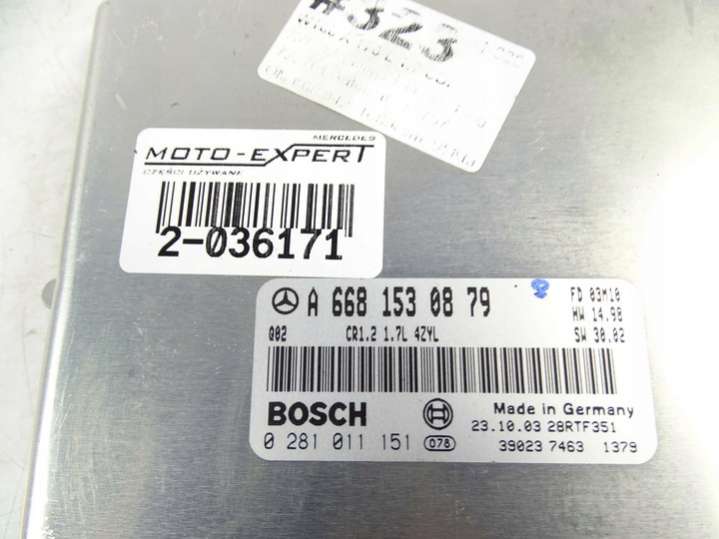 #323
MERCEDES
MOTO-EXPERT
CZĘŚCI UŻYWANE
2-036171
A 668 153 08 79
8
FD 03M10
HW 14.98
Q02 CR1.2 1.7L 4ZYL SW 30.02
BOSCH
Made in Germany
23.10.03 28RTF351
0 281 011 151 078 39023 7463 1379